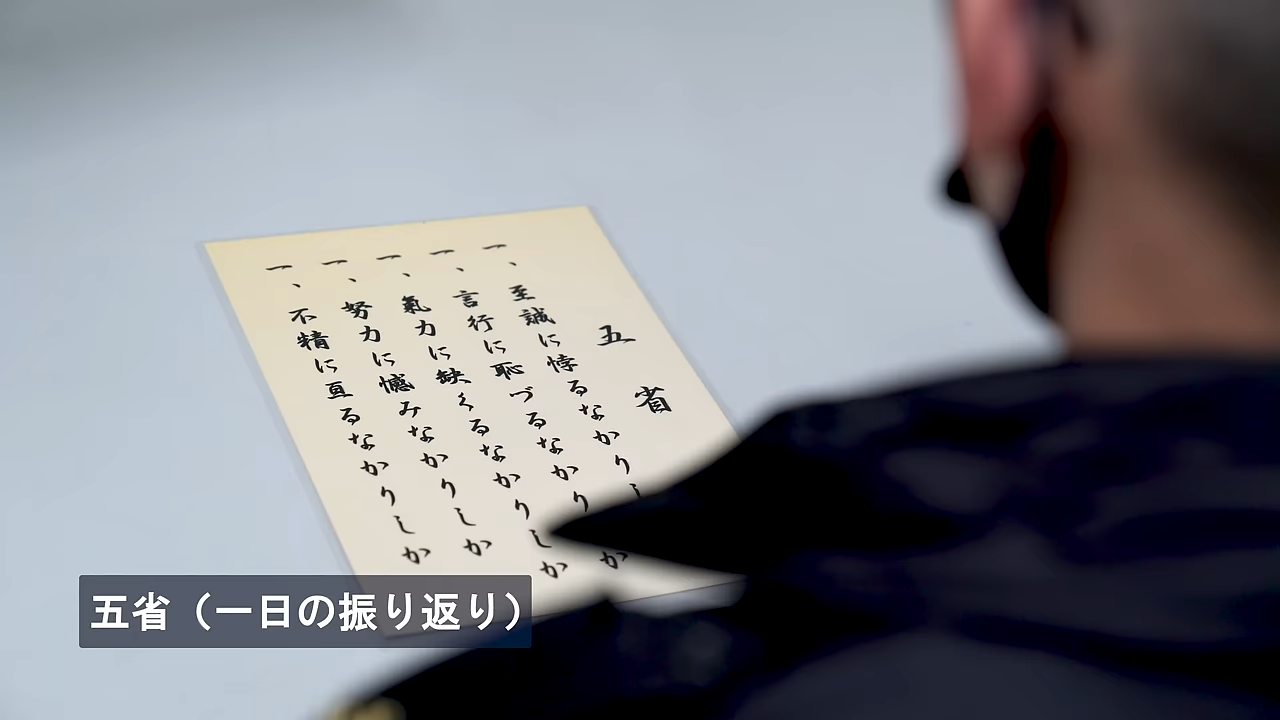 五省
一、至誠に悖るなかりし
一、言行に恥づるなかりか
一、氣力に缺くるなかりしか
一、努力に憾みなかりしか
一、不精に亘るなかりしか
五省（一日の振り返り）